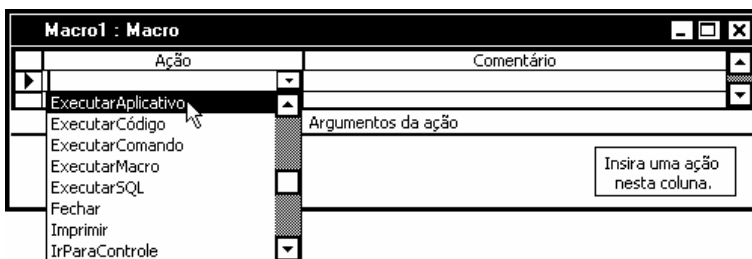 Macro1 : Macro
Ação Comentário
ExecutarAplicativo
ExecutarCódigo
ExecutarComando
ExecutarMacro
ExecutarSQL
Fechar
Imprimir
IrParaControle
Argumentos da ação
Insira uma ação
nesta coluna.